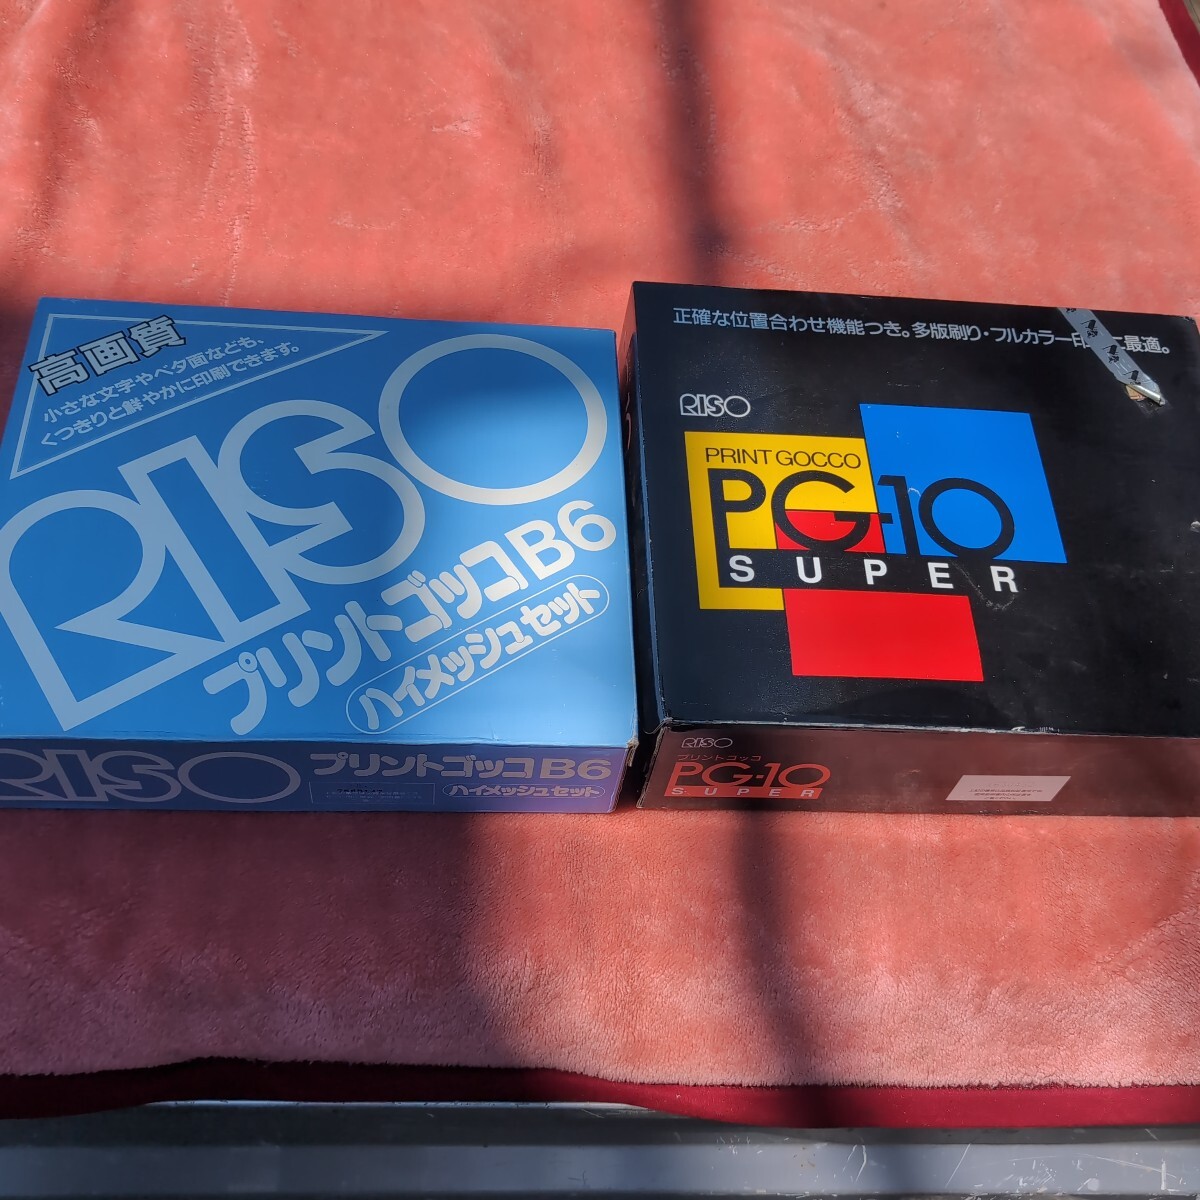 高画質
小さな文字やベタ面なども、
くっきりと鮮やかに印刷できます。
RISO
プリントゴッコB6
ハイメッシュセット
RISO
プリントゴッコB6
ハイメッシュセット
正確な位置合わせ機能つき。多版刷り・フルカラー印 に最適。
RISO
PRINT GOCCO
PG-10
SUPER
RISO
プリントゴッコ
PG-10
SUPER